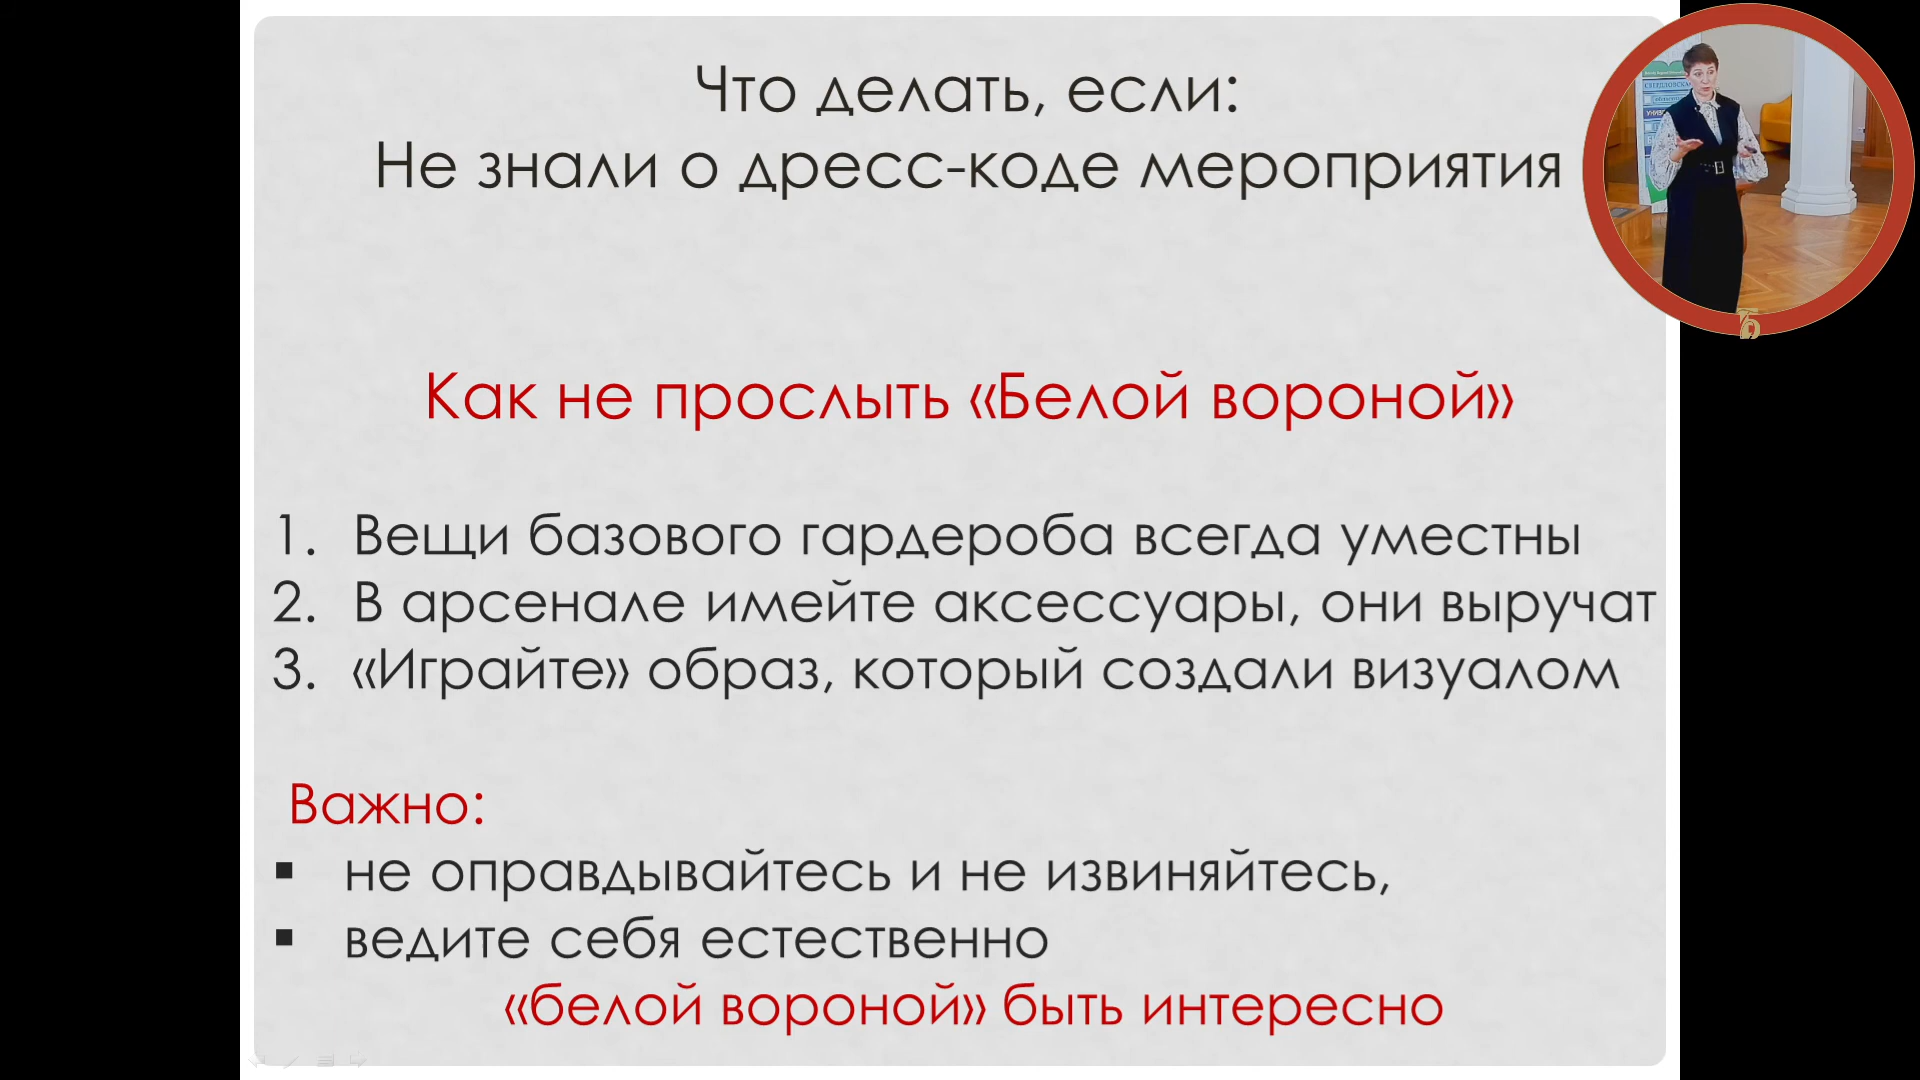 Что делать, если:
Не знали о дресс-коде мероприятия
Как не прослыть «Белой вороной»
1. Вещи базового гардероба всегда уместны
2. В арсенале имейте аксессуары, они выручат
3. «Играйте» образ, который создали визуалом
Важно:
▪ не оправдывайтесь и не извиняйтесь,
▪ ведите себя естественно
«белой вороной» быть интересно